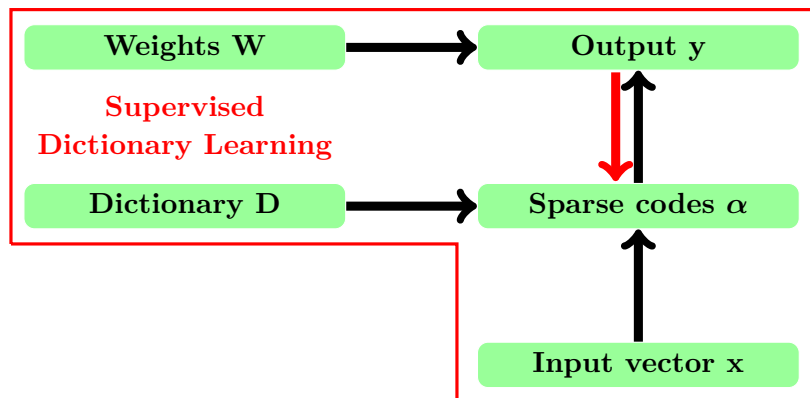 Weights W
Output y
Supervised
Dictionary Learning
Dictionary D
Sparse codes α
Input vector x